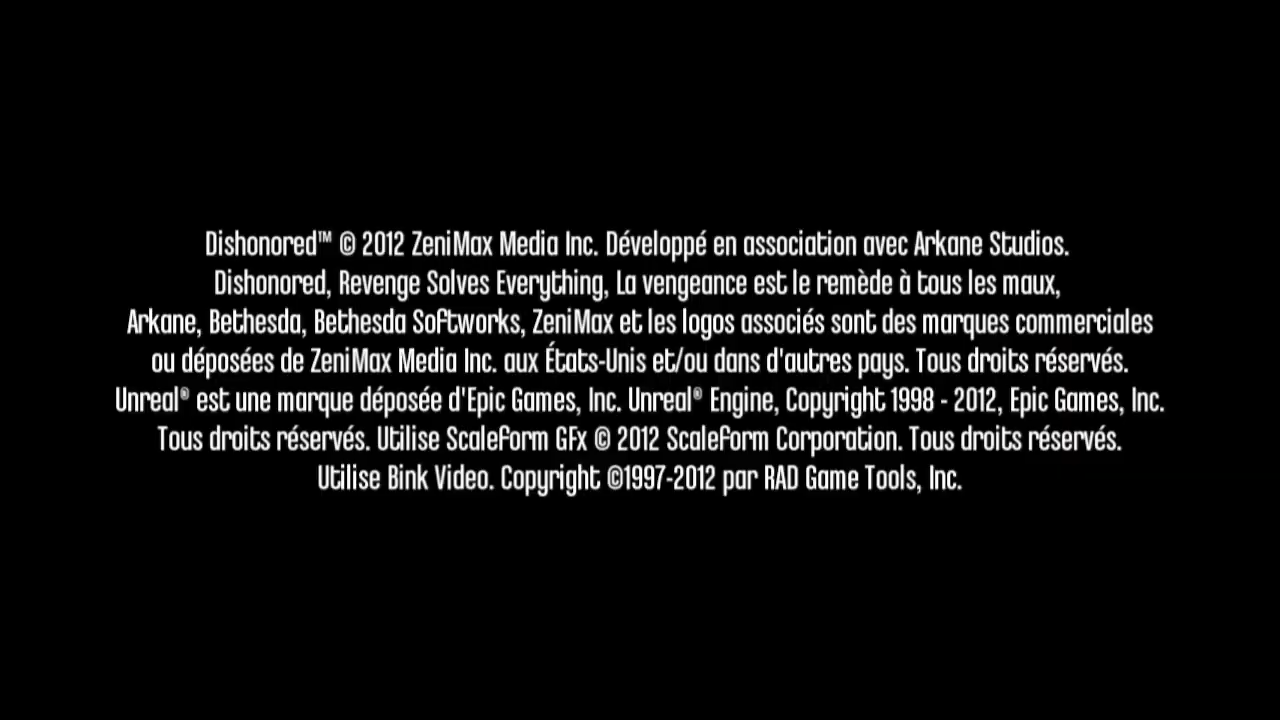 Dishonored™ © 2012 ZeniMax Media Inc. Développé en association avec Arkane Studios.
Dishonored, Revenge Solves Everything, La vengeance est le remède à tous les maux,
Arkane, Bethesda, Bethesda Softworks, ZeniMax et les logos associés sont des marques commerciales
ou déposées de ZeniMax Media Inc. aux États-Unis et/ou dans d'autres pays. Tous droits réservés.
Unreal® est une marque déposée d'Epic Games, Inc. Unreal® Engine, Copyright 1998 - 2012, Epic Games, Inc.
Tous droits réservés. Utilise Scaleform GFx © 2012 Scaleform Corporation. Tous droits réservés.
Utilise Bink Video. Copyright ©1997-2012 par RAD Game Tools, Inc.